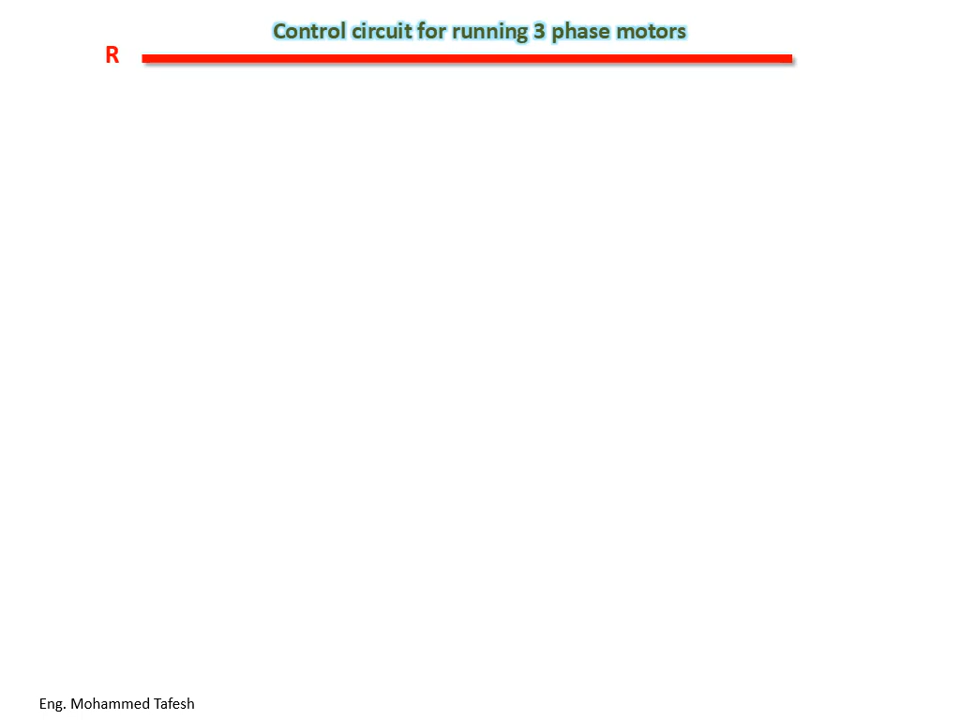 Control circuit for running 3 phase motors
R
Eng. Mohammed Tafesh